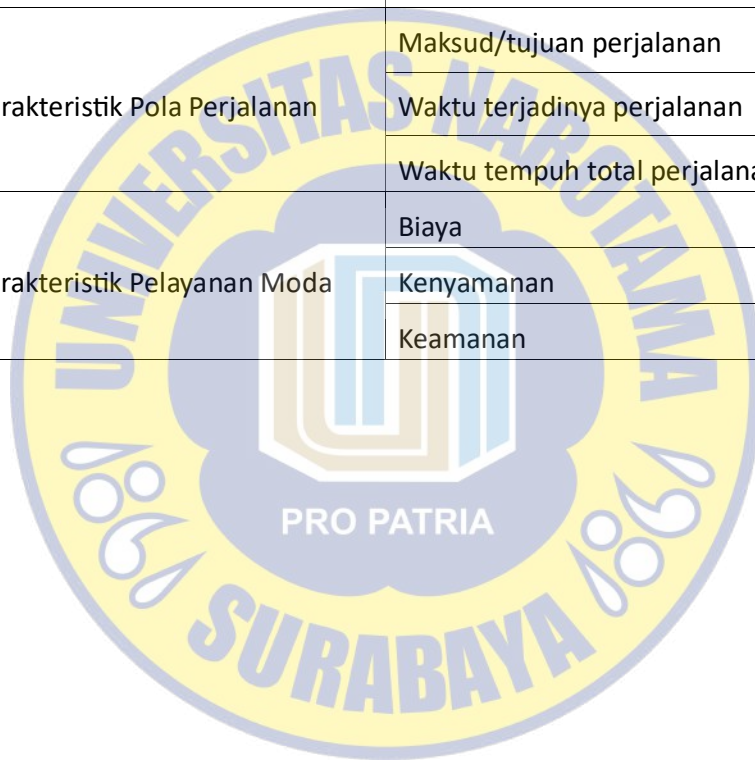 Maksud/tujuan perjalanan
rakteristik Pola Perjalanan
Waktu terjadinya perjalanan
Waktu tempuh total perjalana
Biaya
rakteristik Pelayanan Moda
Kenyamanan
Keamanan
UNIVERSITAS NAROTAMA
PRO PATRIA
SURABAYA